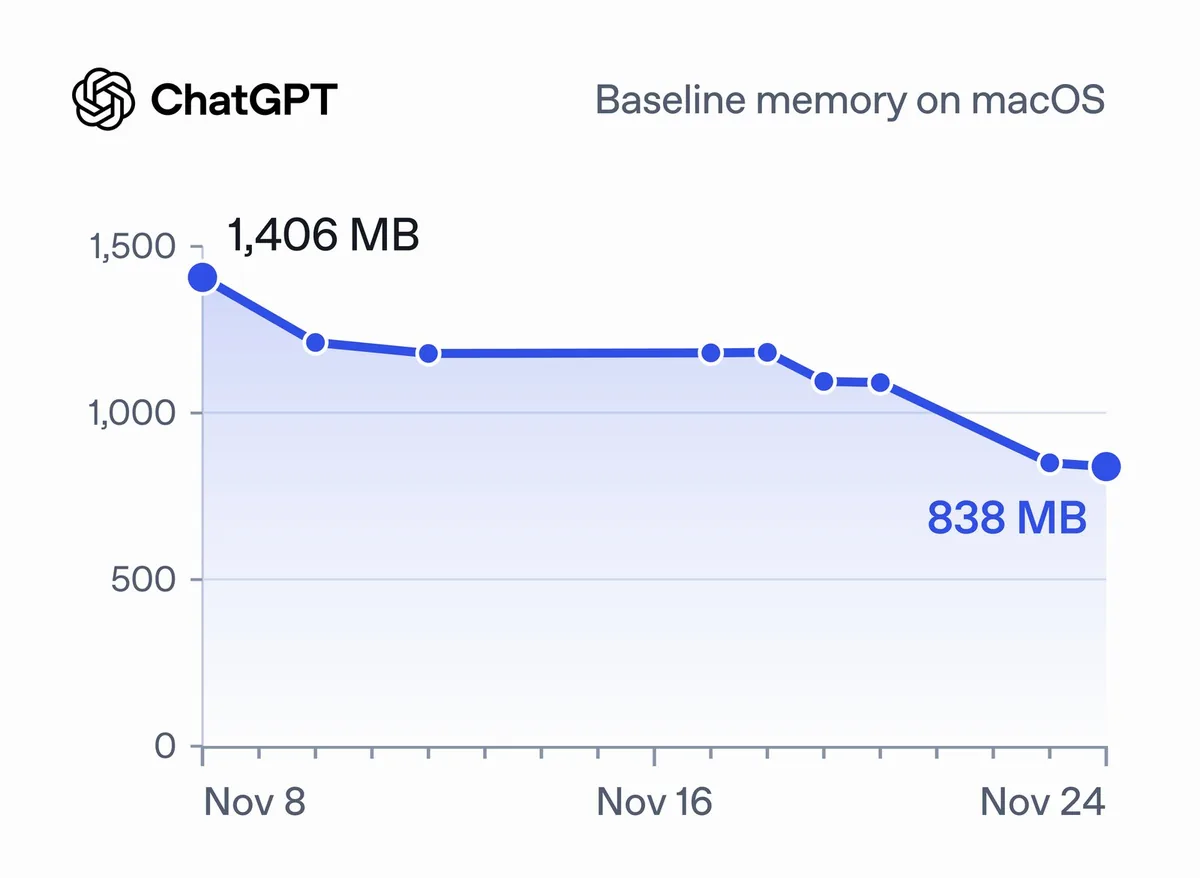 ChatGPT
Baseline memory on macOS
1,406 MB
1,500
1,000
838 MB
500
0
Nov 8
Nov 16
Nov 24